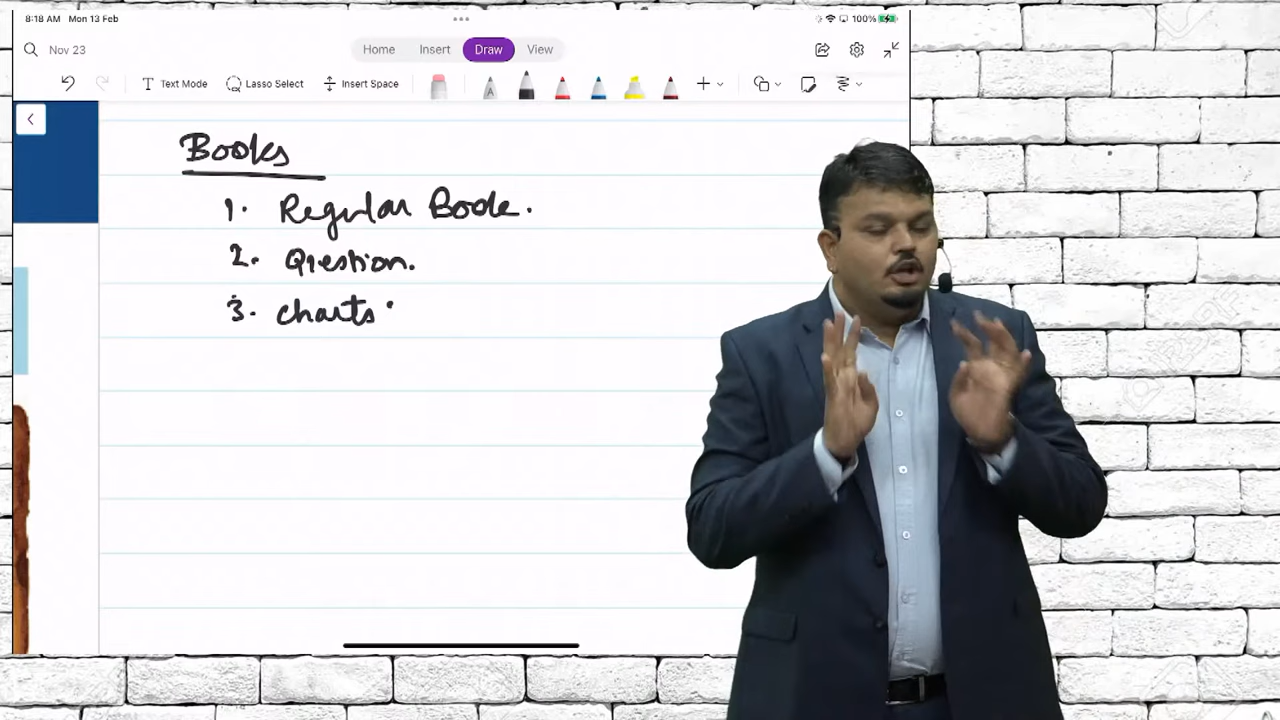 8:18 AM Mon 13 Feb
100%
Nov 23
Home Insert Draw View
Text Mode Lasso Select Insert Space
Books
1. Regular Book.
2. Question.
3. Charts